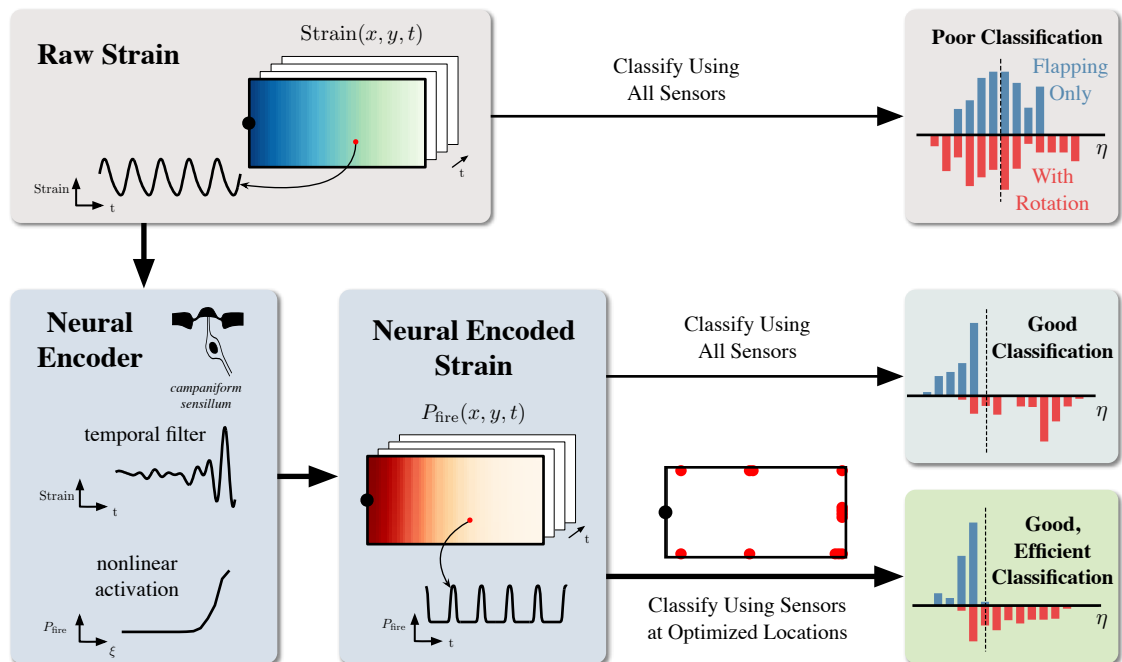 Raw Strain
Strain(x, y, t)
t
Strain
t
Classify Using
All Sensors
Poor Classification
Flapping
Only
η
With
Rotation
Neural
Encoder
campaniform
sensillum
temporal filter
Strain
t
nonlinear
activation
P_fire
ξ
Neural Encoded
Strain
P_fire(x, y, t)
t
P_fire
t
Classify Using
All Sensors
Good
Classification
η
Classify Using Sensors
at Optimized Locations
Good,
Efficient
Classification
η